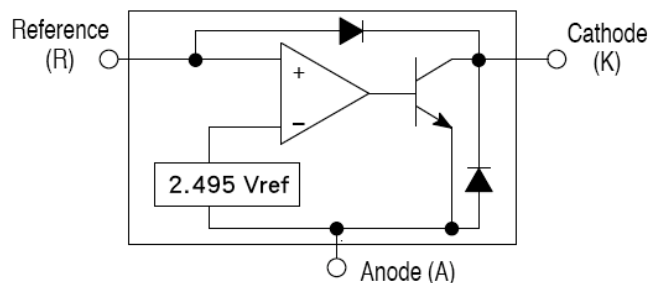 Reference
(R)
Cathode
(K)
+
−
2.495 Vref
Anode (A)